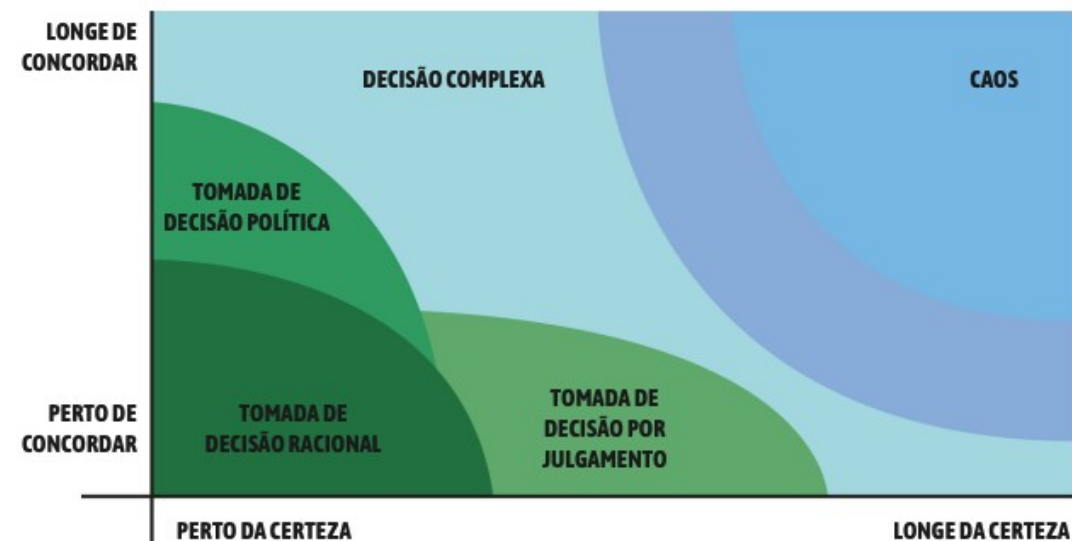 LONGE DE
CONCORDAR
DECISÃO COMPLEXA
CAOS
TOMADA DE
DECISÃO POLÍTICA
PERTO DE
CONCORDAR
TOMADA DE
DECISÃO RACIONAL
TOMADA DE
DECISÃO POR
JULGAMENTO
PERTO DA CERTEZA
LONGE DA CERTEZA